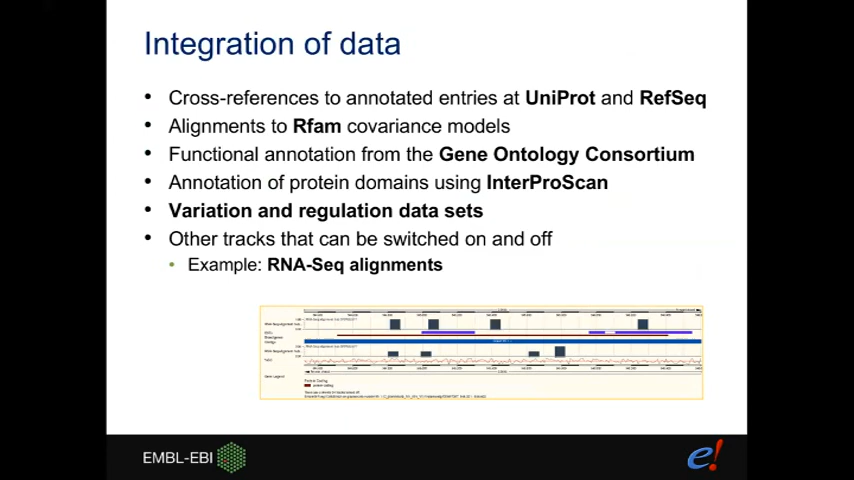 Integration of data
• Cross-references to annotated entries at UniProt and RefSeq
• Alignments to Rfam covariance models
• Functional annotation from the Gene Ontology Consortium
• Annotation of protein domains using InterProScan
• Variation and regulation data sets
• Other tracks that can be switched on and off
• Example: RNA-Seq alignments
Gene Legend
EMBL-EBI
e!